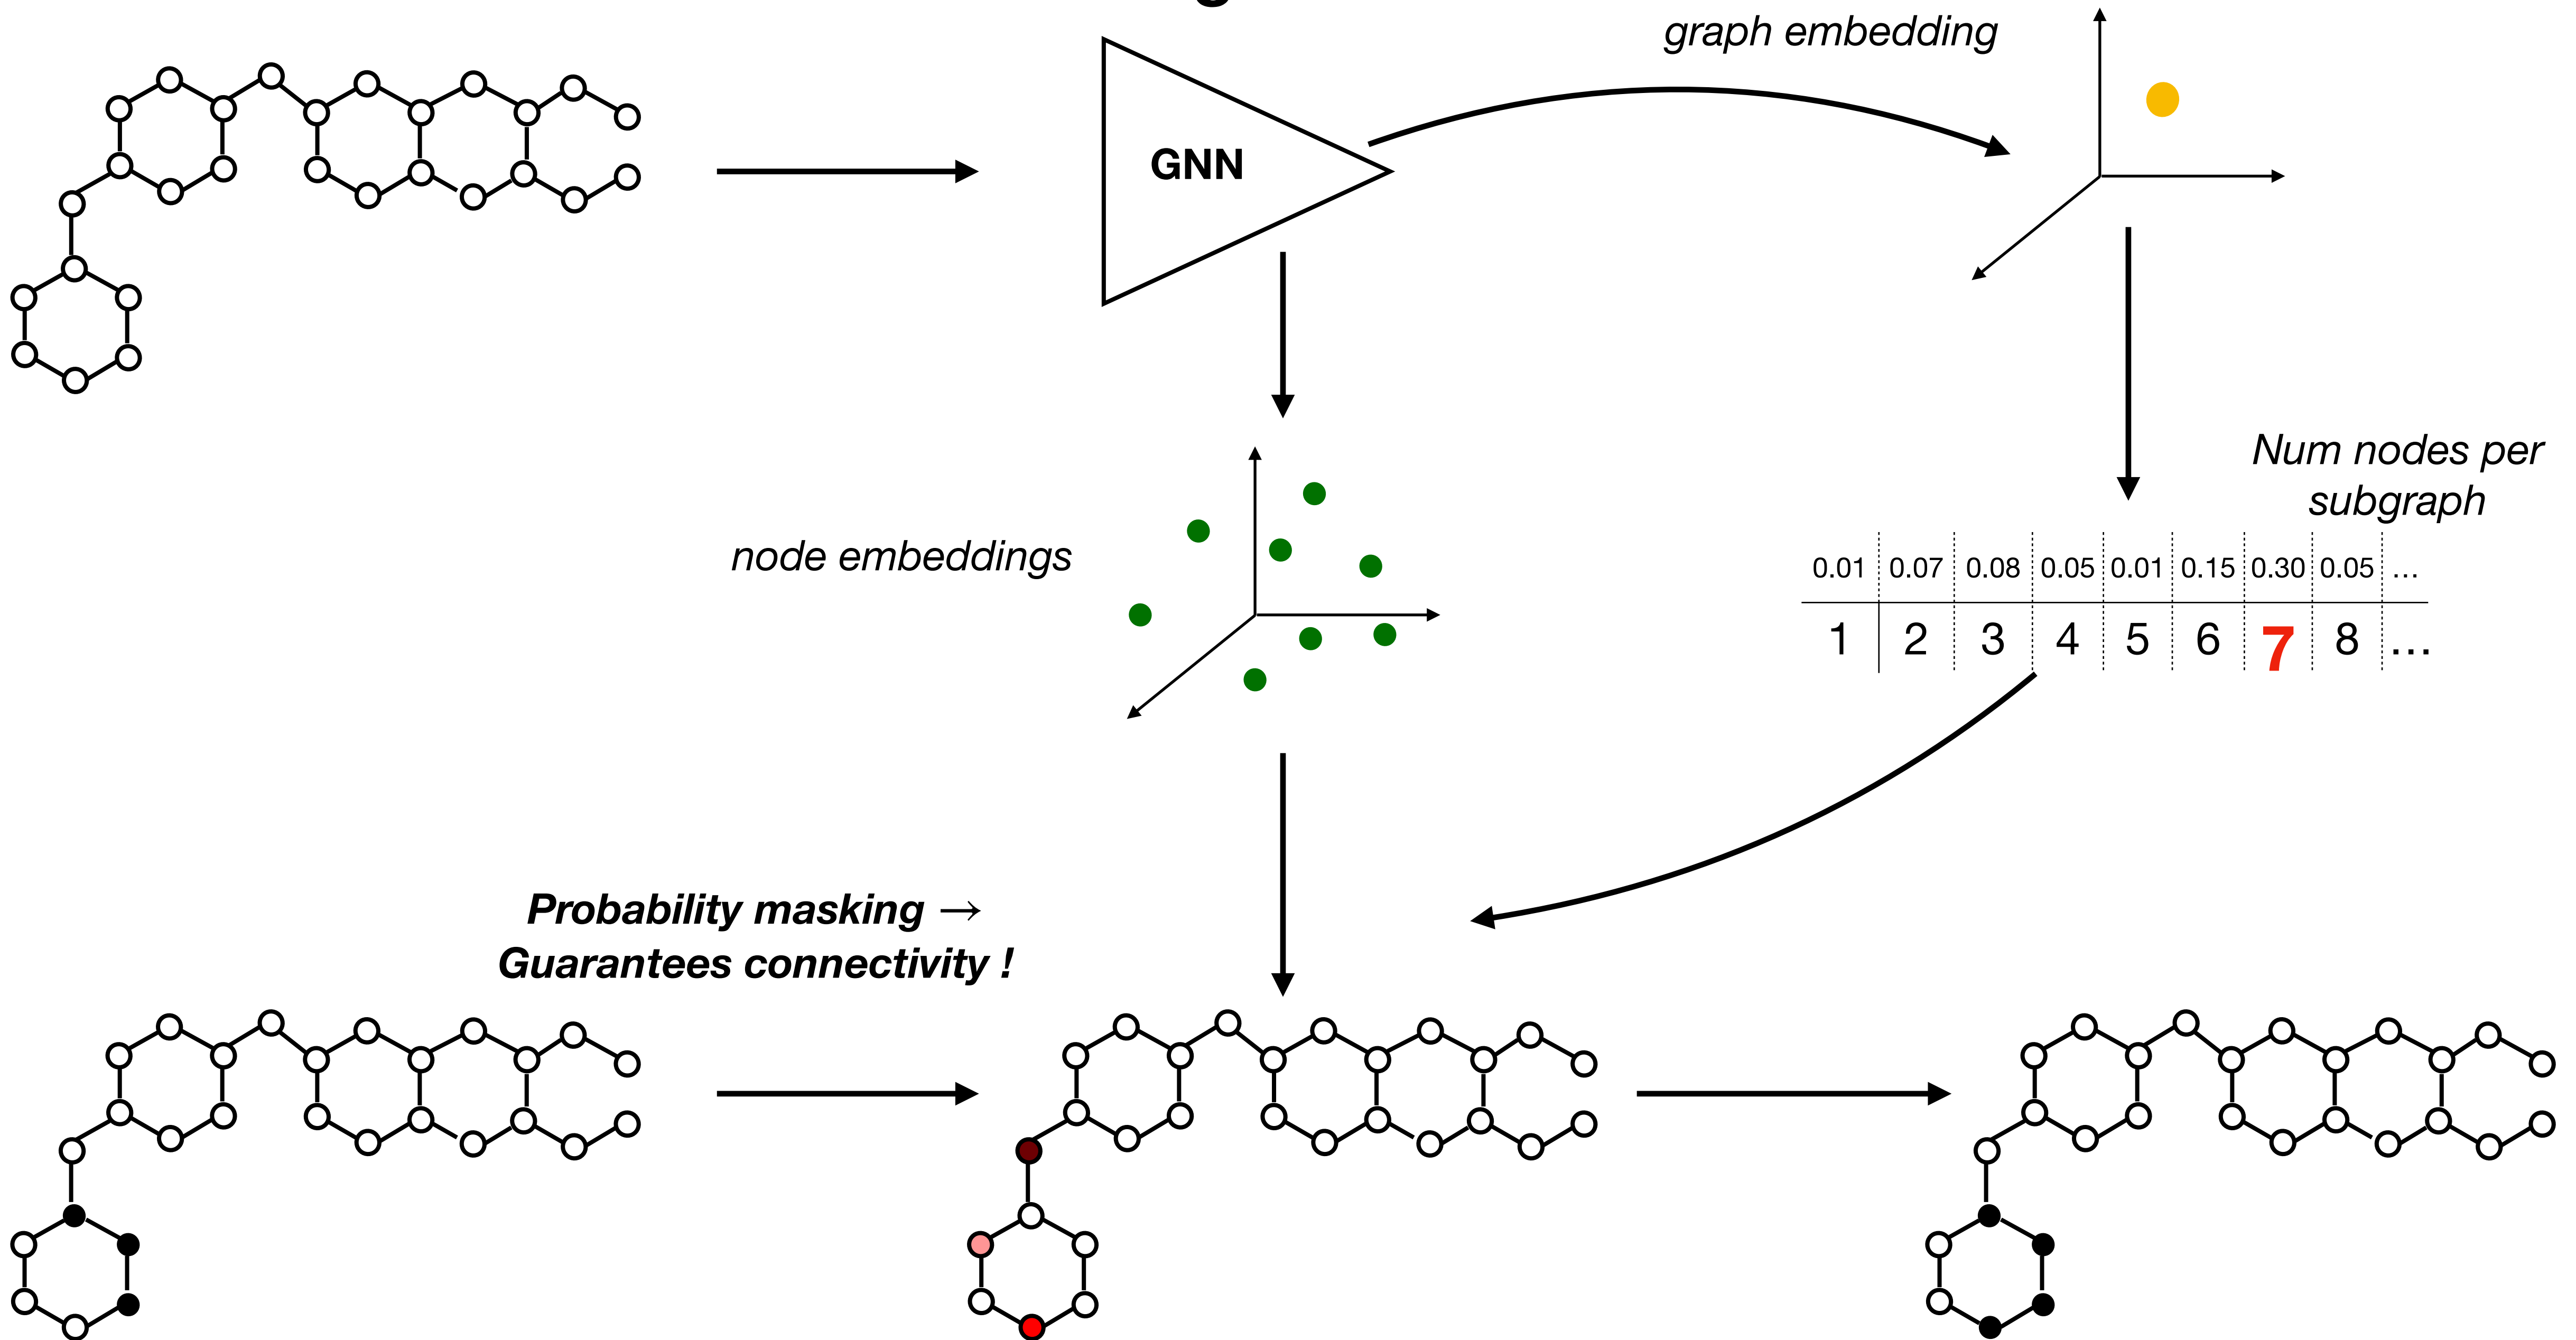 graph embedding
GNN
Num nodes per
subgraph
node embeddings
0.01 0.07 0.08 0.05 0.01 0.15 0.30 0.05 ...
1 2 3 4 5 6 7 8 ...
Probability masking →
Guarantees connectivity !